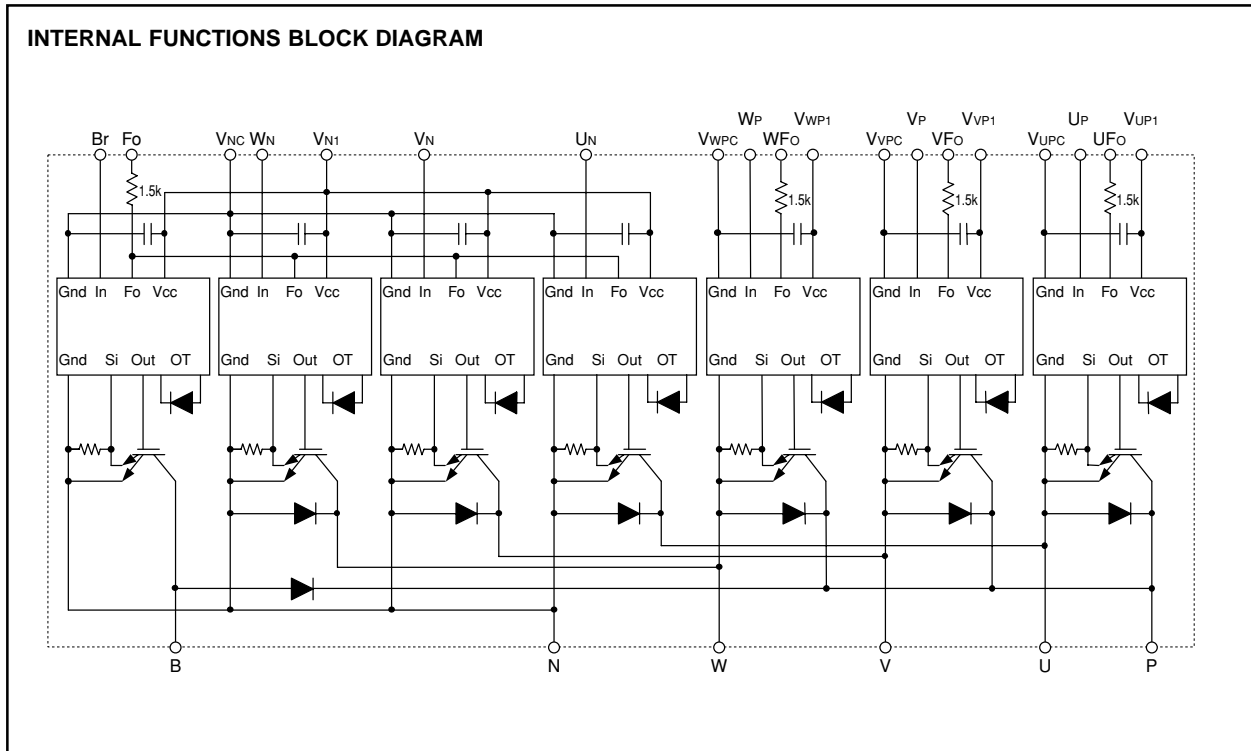 INTERNAL FUNCTIONS BLOCK DIAGRAM
WP VWP1 VP VVP1 UP VUP1
Br Fo VNC WN VN1 VN UN VWPC WFO VVPC VFO VUPC UFO
1.5k 1.5k 1.5k 1.5k
Gnd In Fo Vcc Gnd In Fo Vcc Gnd In Fo Vcc Gnd In Fo Vcc Gnd In Fo Vcc Gnd In Fo Vcc Gnd In Fo Vcc
Gnd Si Out OT Gnd Si Out OT Gnd Si Out OT Gnd Si Out OT Gnd Si Out OT Gnd Si Out OT Gnd Si Out OT
B N W V U P